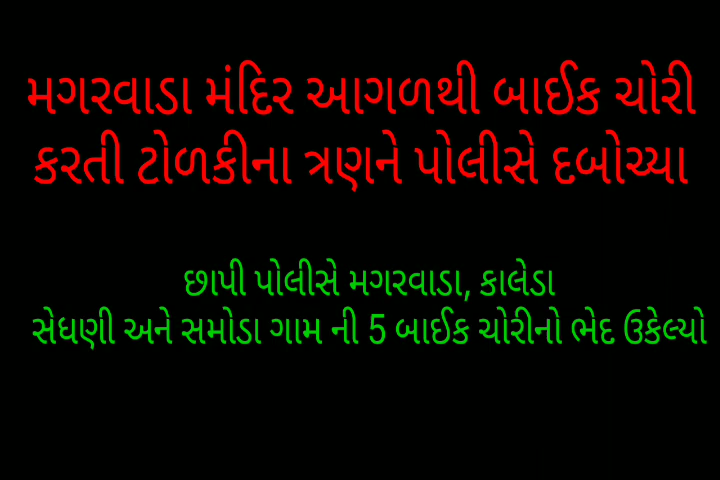 મગરવાડા મંદિર આગળથી બાઈક ચોરી
કરતી ટોળકીના ત્રણને પોલીસે દબોચ્યા
છાપી પોલીસે મગરવાડા, કાલેડા
સેધણી અને સમોડા ગામ ની 5 બાઈક ચોરીનો ભેદ ઉકેલ્યો